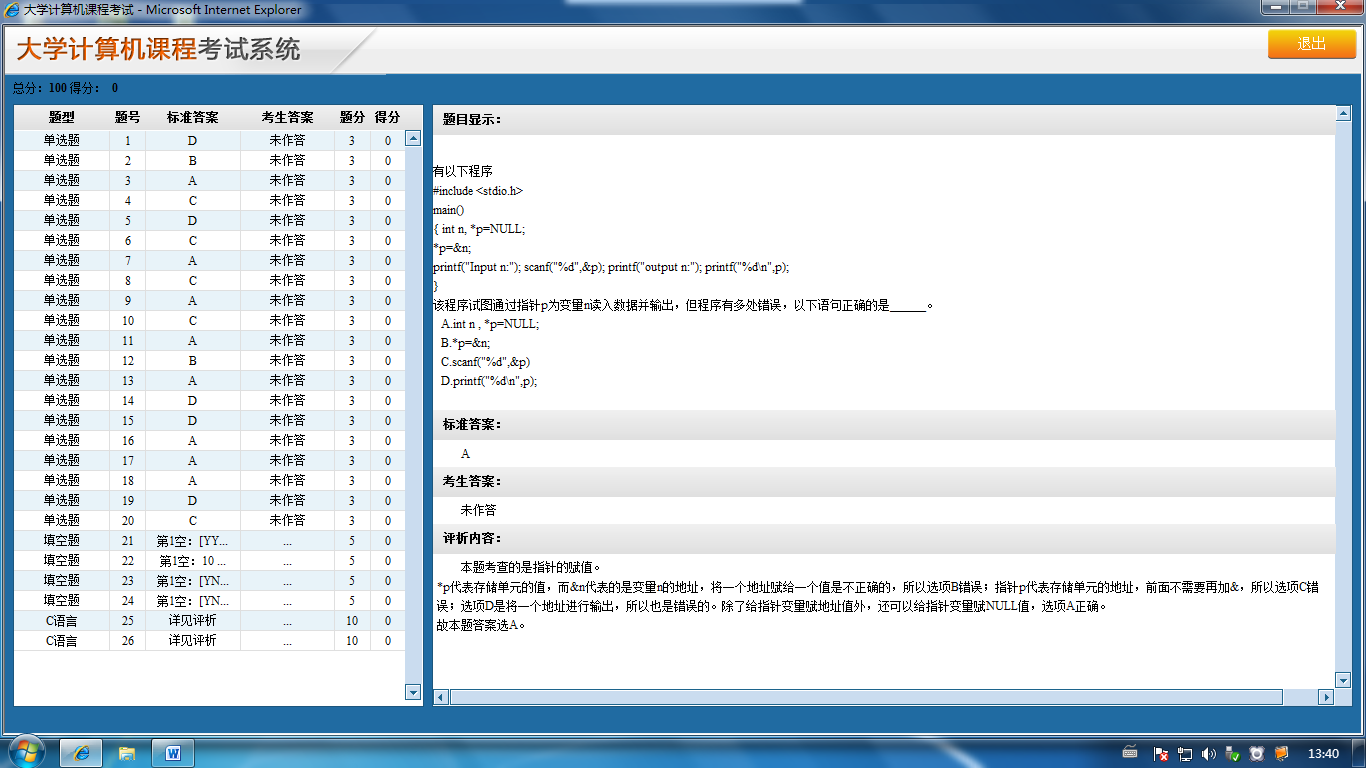 大学计算机课程考试 - Microsoft Internet Explorer
大学计算机课程考试系统
退出
总分：100 得分： 0
题型 题号 标准答案 考生答案 题分 得分
单选题 1 D 未作答 3 0
单选题 2 B 未作答 3 0
单选题 3 A 未作答 3 0
单选题 4 C 未作答 3 0
单选题 5 D 未作答 3 0
单选题 6 C 未作答 3 0
单选题 7 A 未作答 3 0
单选题 8 C 未作答 3 0
单选题 9 A 未作答 3 0
单选题 10 C 未作答 3 0
单选题 11 A 未作答 3 0
单选题 12 B 未作答 3 0
单选题 13 A 未作答 3 0
单选题 14 D 未作答 3 0
单选题 15 D 未作答 3 0
单选题 16 A 未作答 3 0
单选题 17 A 未作答 3 0
单选题 18 A 未作答 3 0
单选题 19 D 未作答 3 0
单选题 20 C 未作答 3 0
填空题 21 第1空：[YY... ... 5 0
填空题 22 第1空：10 ... ... 5 0
填空题 23 第1空：[YN... ... 5 0
填空题 24 第1空：[YN... ... 5 0
C语言 25 详见评析 ... 10 0
C语言 26 详见评析 ... 10 0
题目显示：
有以下程序
#include <stdio.h>
main()
{ int n, *p=NULL;
*p=&n;
printf("Input n:"); scanf("%d",&p); printf("output n:"); printf("%d\n",p);
}
该程序试图通过指针p为变量n读入数据并输出，但程序有多处错误，以下语句正确的是______。
A.int n , *p=NULL;
B.*p=&n;
C.scanf("%d",&p)
D.printf("%d\n",p);
标准答案：
A
考生答案：
未作答
评析内容：
本题考查的是指针的赋值。
*p代表存储单元的值，而&n代表的是变量n的地址，将一个地址赋给一个值是不正确的，所以选项B错误；指针p代表存储单元的地址，前面不需要再加&，所以选项C错
误；选项D是将一个地址进行输出，所以也是错误的。除了给指针变量赋地址值外，还可以给指针变量赋NULL值，选项A正确。
故本题答案选A。
13:40